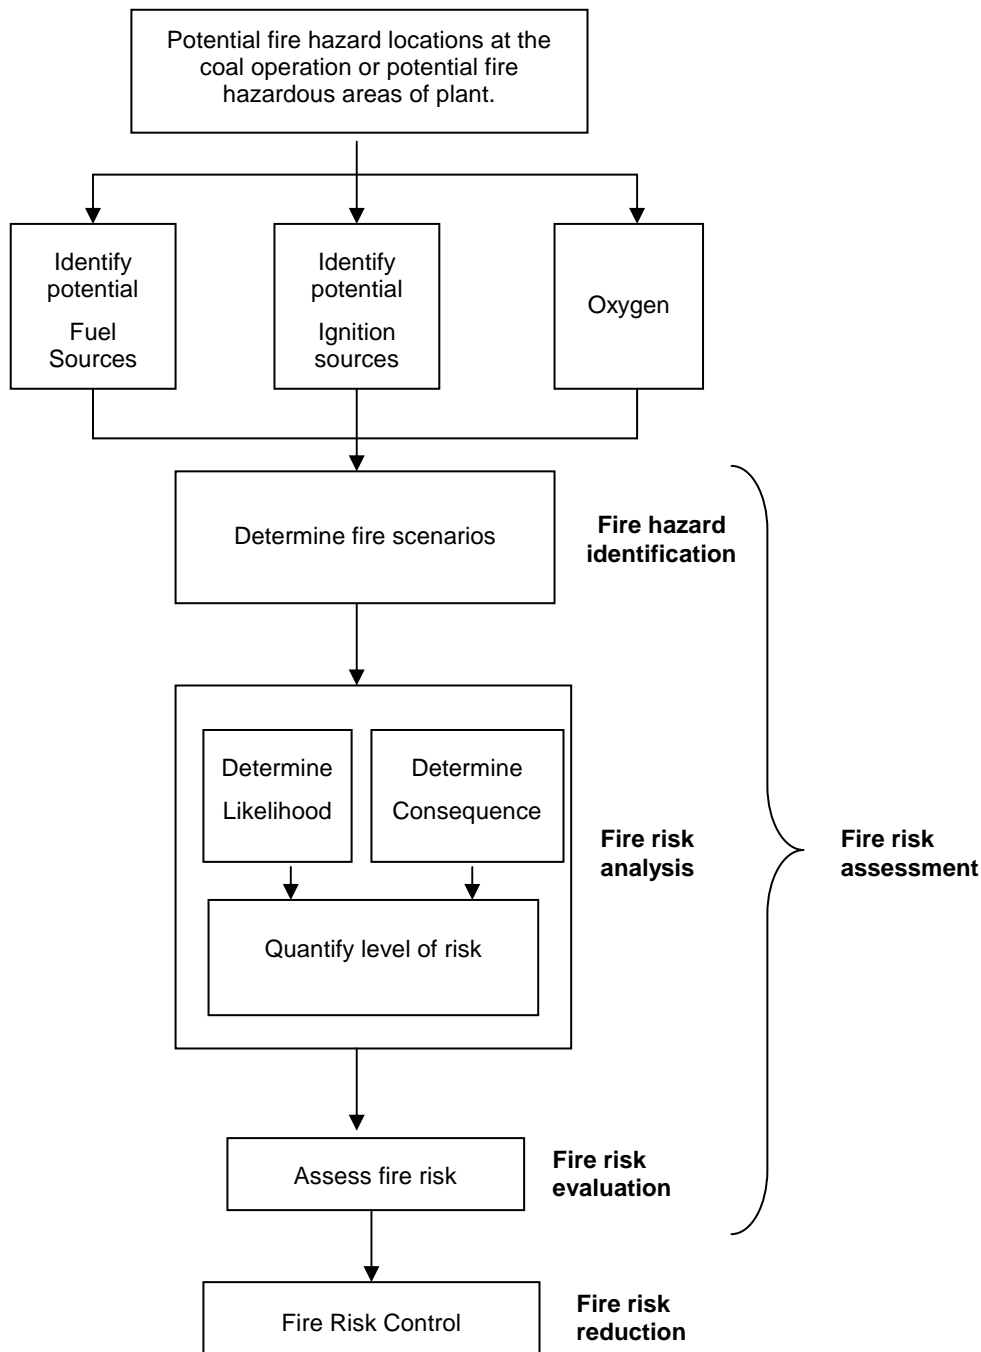 Potential fire hazard locations at the
coal operation or potential fire
hazardous areas of plant.
Identify
potential
Fuel
Sources
Identify
potential
Ignition
sources
Oxygen
Determine fire scenarios
Fire hazard
identification
Determine
Likelihood
Determine
Consequence
Quantify level of risk
Fire risk
analysis
Fire risk
assessment
Assess fire risk
Fire risk
evaluation
Fire Risk Control
Fire risk
reduction